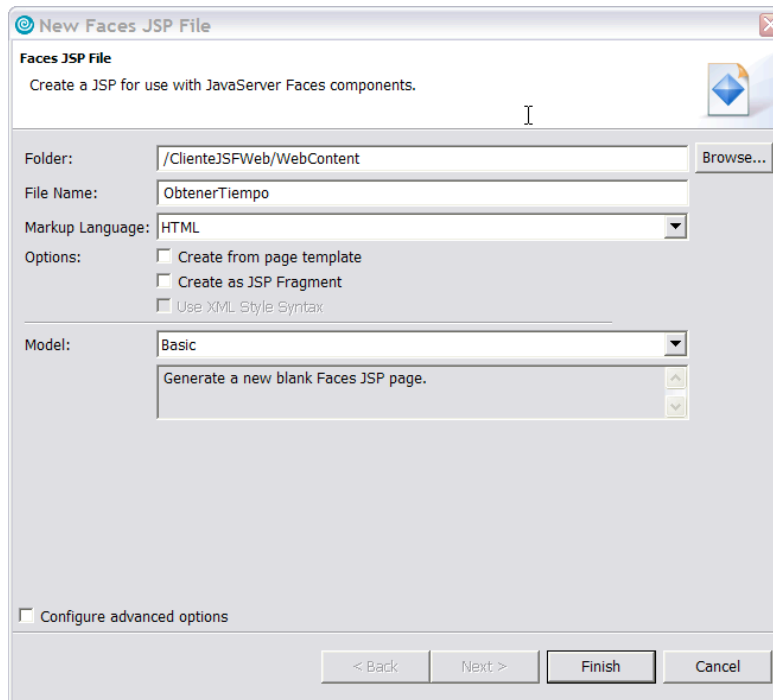 New Faces JSP File
Faces JSP File
Create a JSP for use with JavaServer Faces components.
Folder: /ClienteJSFWeb/WebContent Browse...
File Name: ObtenerTiempo
Markup Language: HTML
Options: Create from page template
Create as JSP Fragment
Use XML Style Syntax
Model: Basic
Generate a new blank Faces JSP page.
Configure advanced options
< Back Next > Finish Cancel